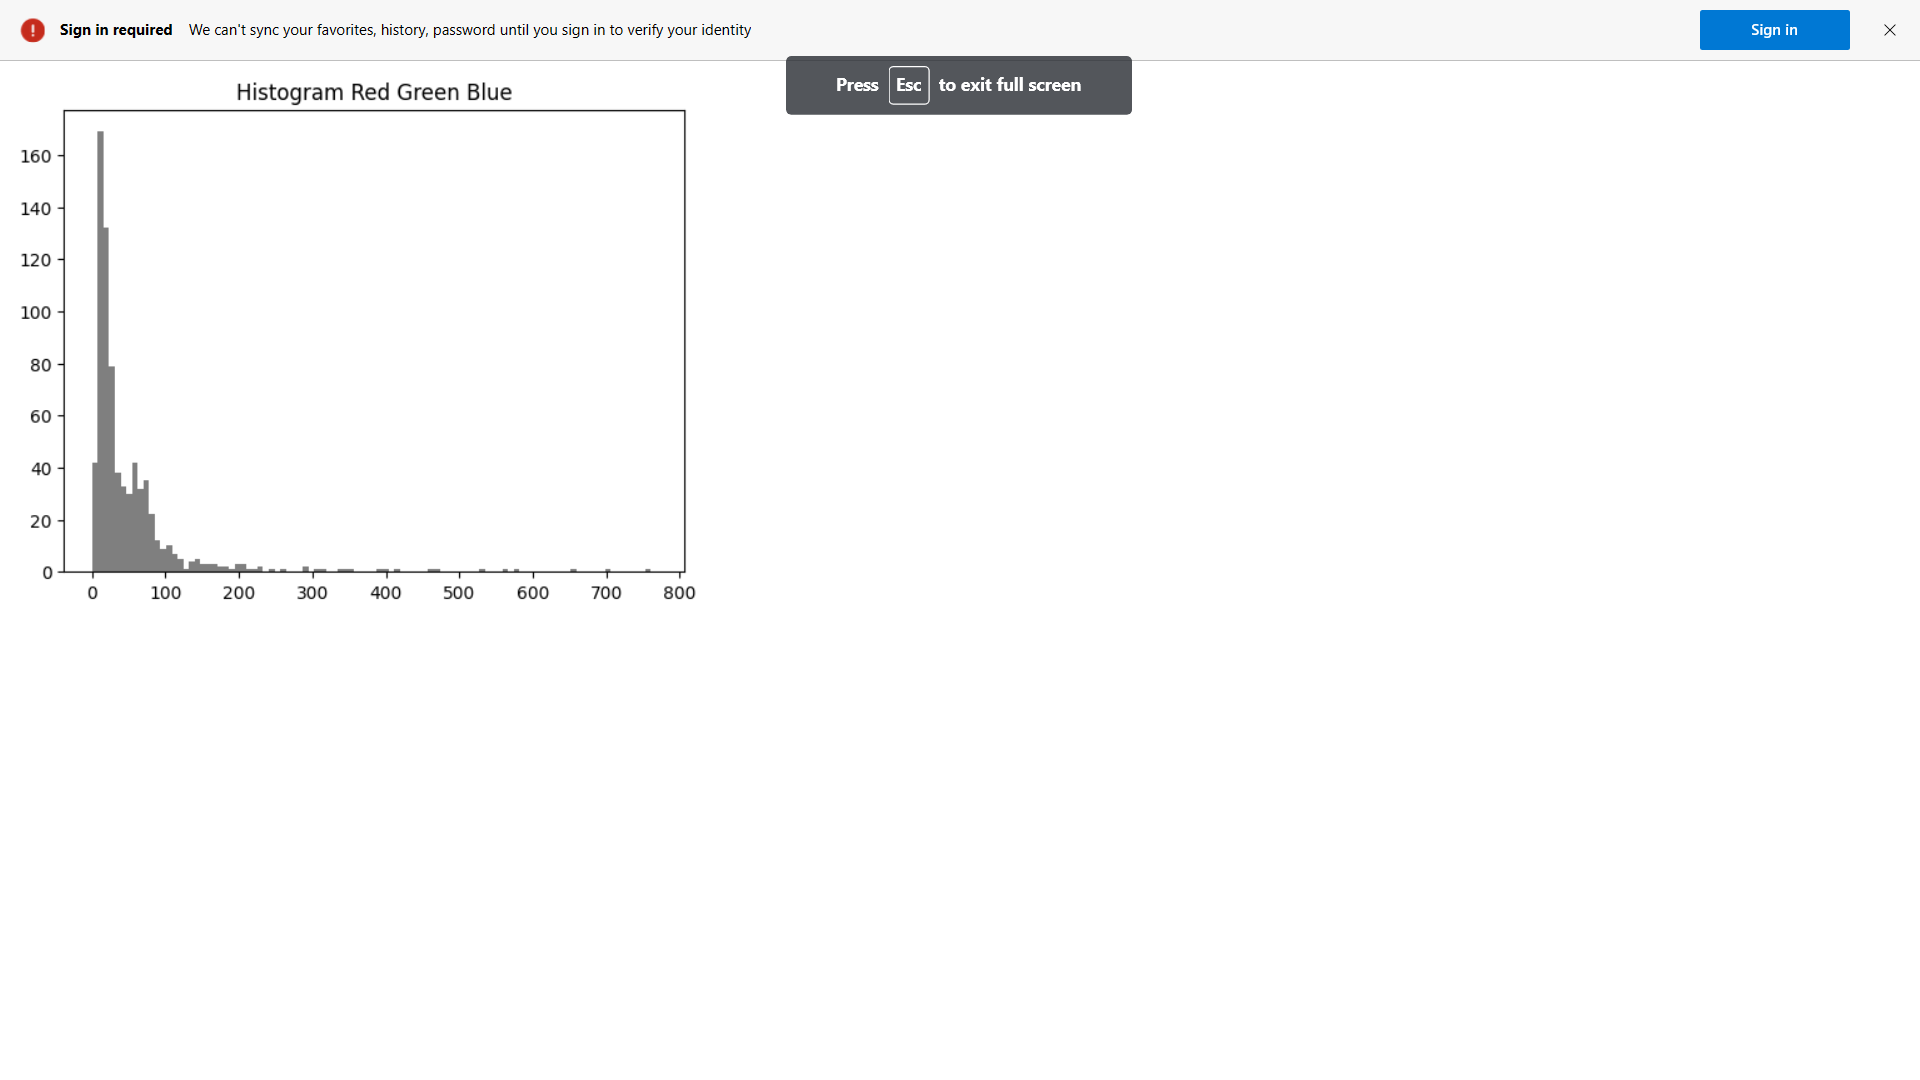 Sign in required We can't sync your favorites, history, password until you sign in to verify your identity
Sign in
Press Esc to exit full screen
Histogram Red Green Blue
160
140
120
100
80
60
40
20
0
0 100 200 300 400 500 600 700 800